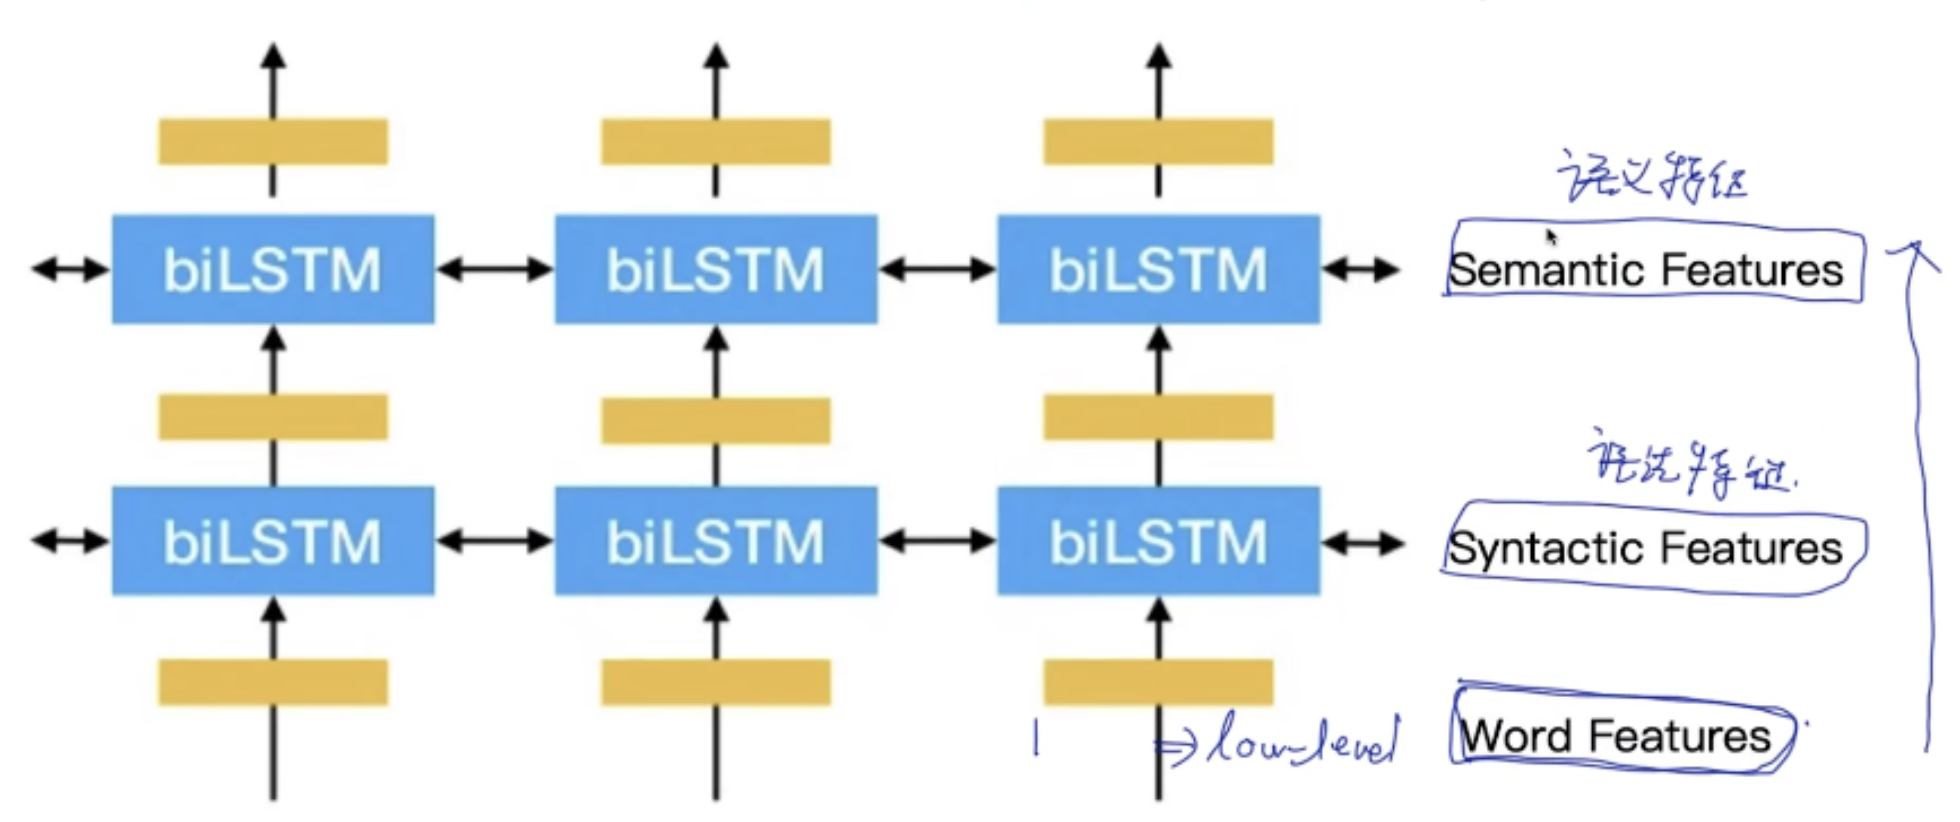 语义特征
biLSTM biLSTM biLSTM Semantic Features
语法特征.
biLSTM biLSTM biLSTM Syntactic Features
⇒ low-level Word Features